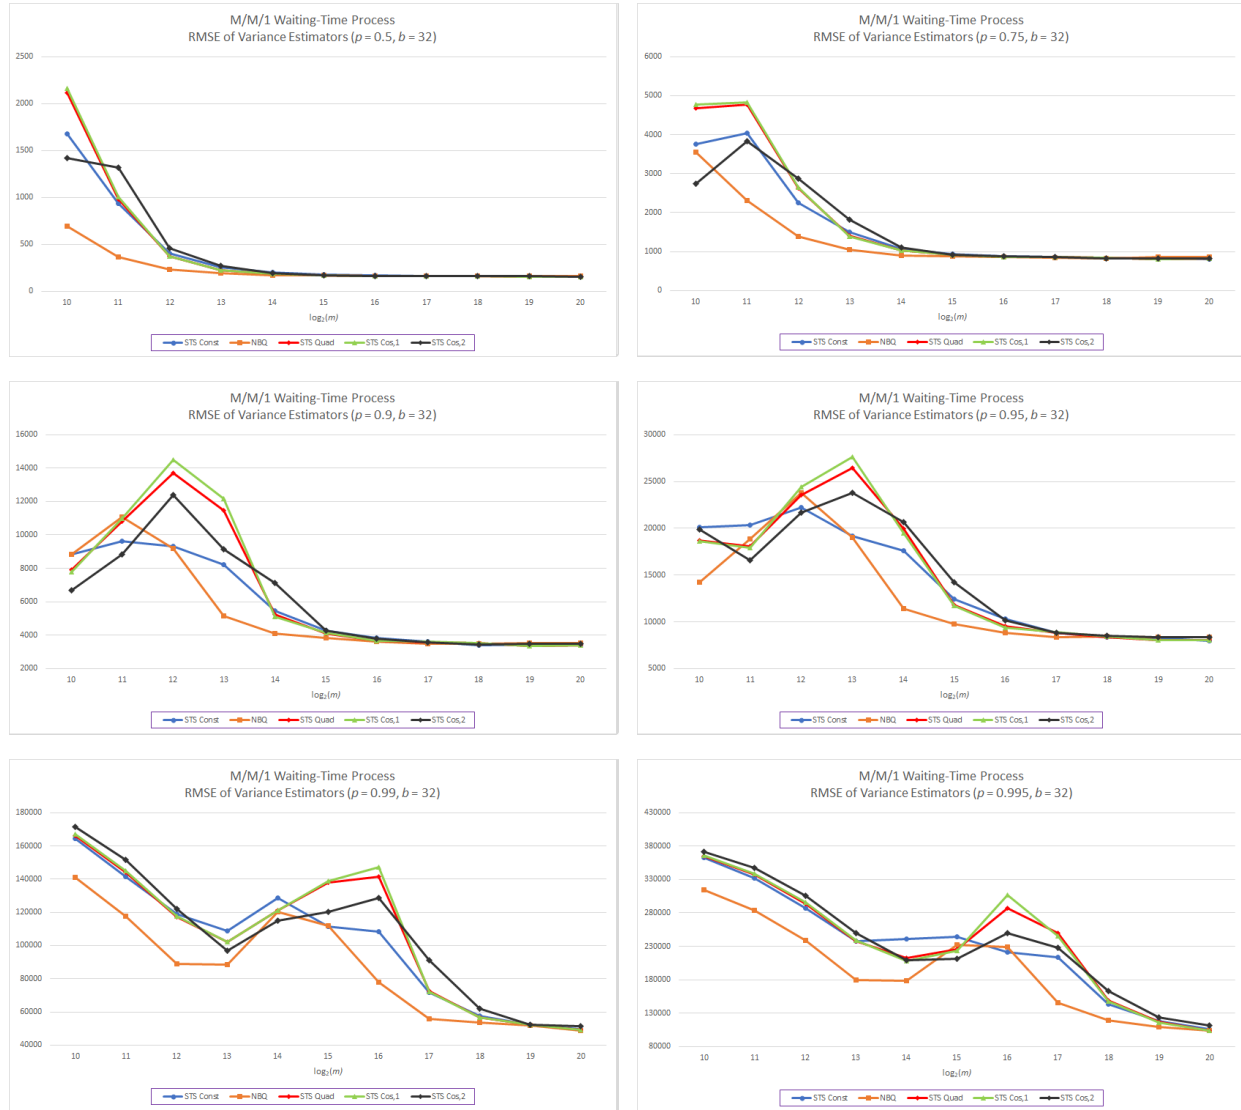 M/M/1 Waiting-Time Process
RMSE of Variance Estimators (p = 0.5, b = 32)
2500
2000
1500
1000
500
0
10 11 12 13 14 15 16 17 18 19 20
log2(m)
STS Const NBQ STS Quad STS Cos,1 STS Cos,2
M/M/1 Waiting-Time Process
RMSE of Variance Estimators (p = 0.75, b = 32)
6000
5000
4000
3000
2000
1000
0
10 11 12 13 14 15 16 17 18 19 20
log2(m)
STS Const NBQ STS Quad STS Cos,1 STS Cos,2
M/M/1 Waiting-Time Process
RMSE of Variance Estimators (p = 0.9, b = 32)
16000
14000
12000
10000
8000
6000
4000
2000
10 11 12 13 14 15 16 17 18 19 20
log2(m)
STS Const NBQ STS Quad STS Cos,1 STS Cos,2
M/M/1 Waiting-Time Process
RMSE of Variance Estimators (p = 0.95, b = 32)
30000
25000
20000
15000
10000
5000
10 11 12 13 14 15 16 17 18 19 20
log2(m)
STS Const NBQ STS Quad STS Cos,1 STS Cos,2
M/M/1 Waiting-Time Process
RMSE of Variance Estimators (p = 0.99, b = 32)
180000
160000
140000
120000
100000
80000
60000
40000
10 11 12 13 14 15 16 17 18 19 20
log2(m)
STS Const NBQ STS Quad STS Cos,1 STS Cos,2
M/M/1 Waiting-Time Process
RMSE of Variance Estimators (p = 0.995, b = 32)
430000
380000
330000
280000
230000
180000
130000
80000
10 11 12 13 14 15 16 17 18 19 20
log2(m)
STS Const NBQ STS Quad STS Cos,1 STS Cos,2